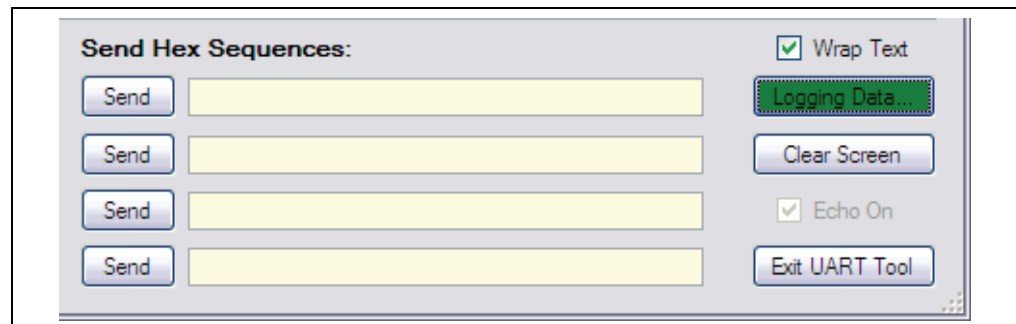 Send Hex Sequences: Wrap Text
Send Logging Data...
Send Clear Screen
Send Echo On
Send Exit UART Tool